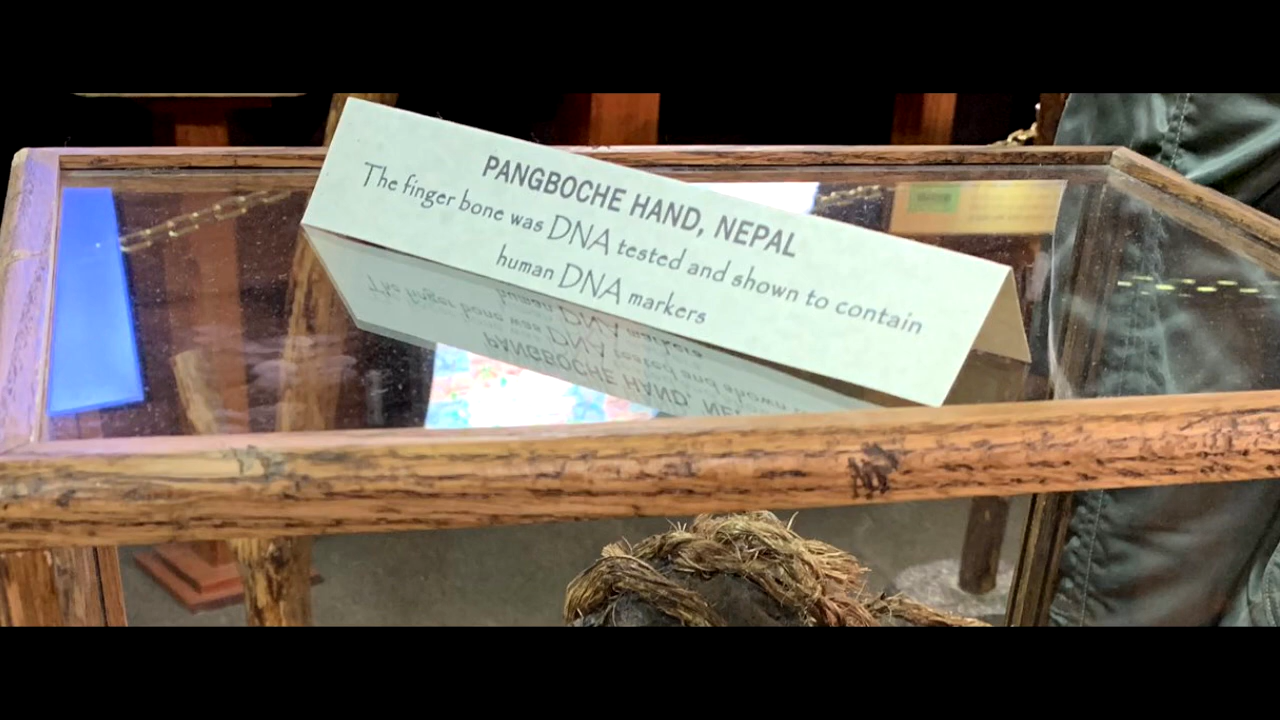 PANGBOCHE HAND, NEPAL
The finger bone was DNA tested and shown to contain
human DNA markers